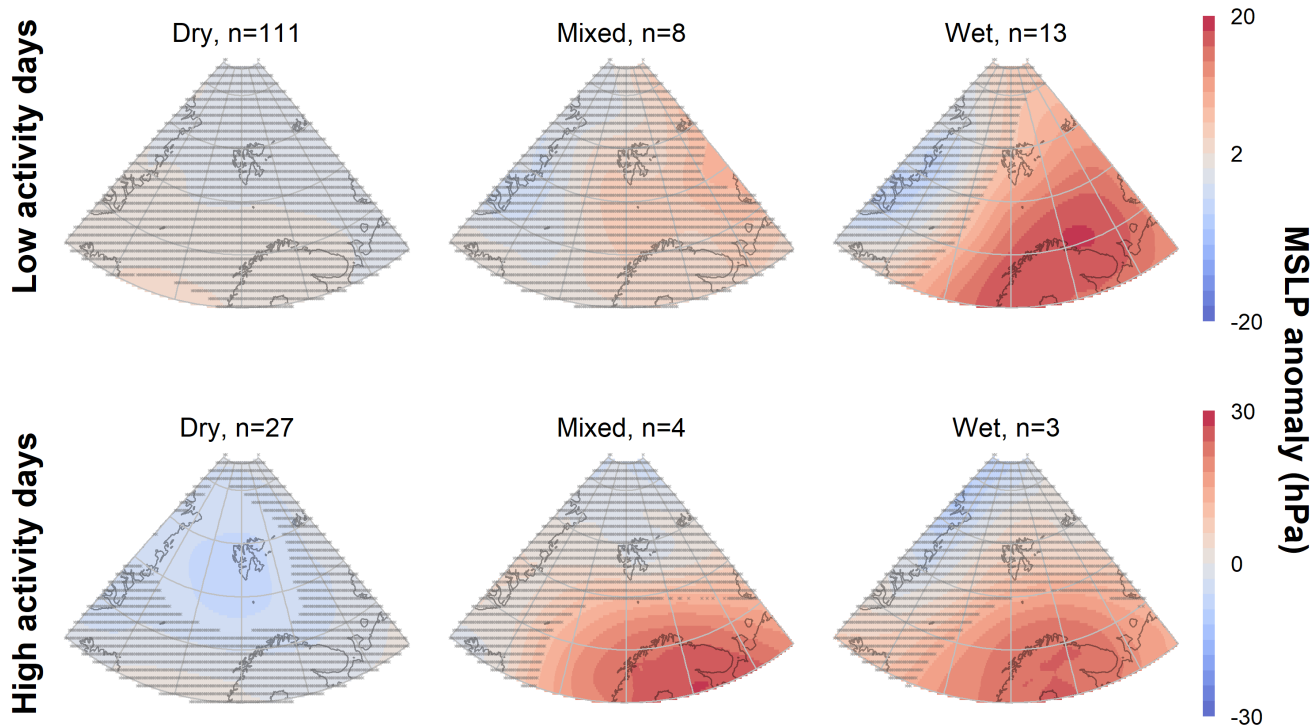 Low activity days
Dry, n=111
Mixed, n=8
Wet, n=13
20
2
-20
High activity days
Dry, n=27
Mixed, n=4
Wet, n=3
30
0
-30
MSLP anomaly (hPa)